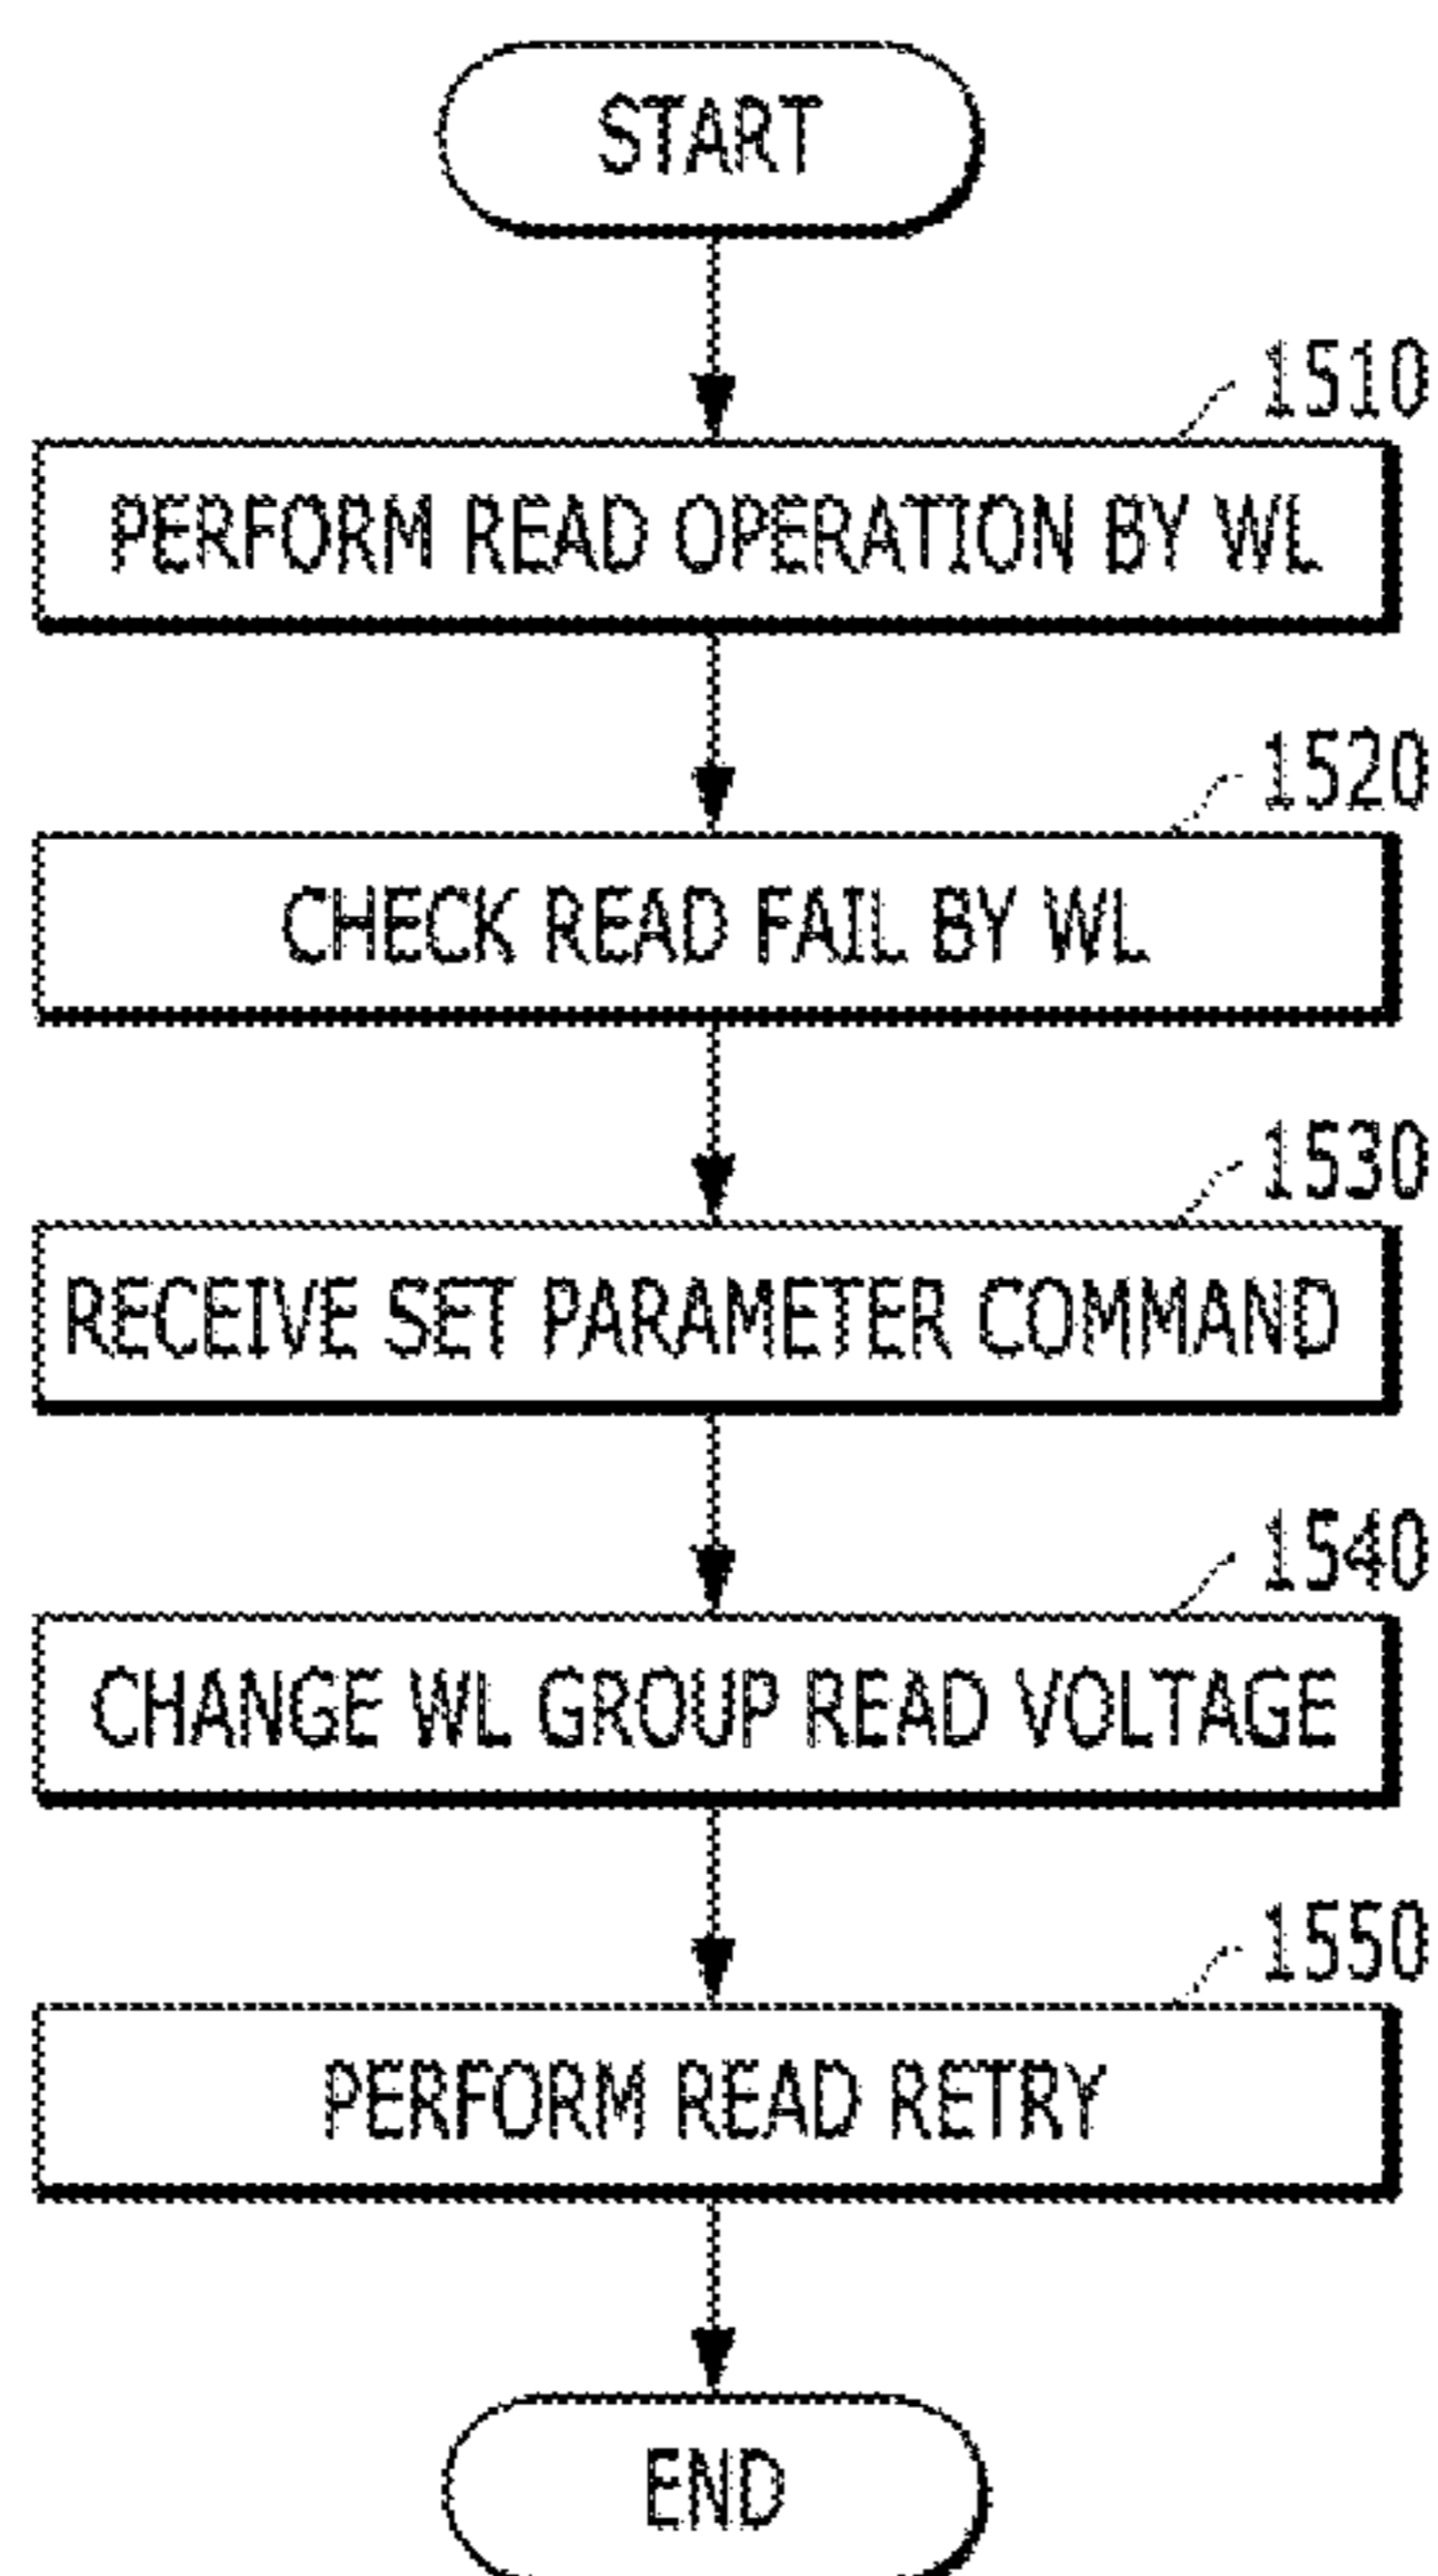 START
1510
PERFORM READ OPERATION BY WL
1520
CHECK READ FAIL BY WL
1530
RECEIVE SET PARAMETER COMMAND
1540
CHANGE WL GROUP READ VOLTAGE
1550
PERFORM READ RETRY
END